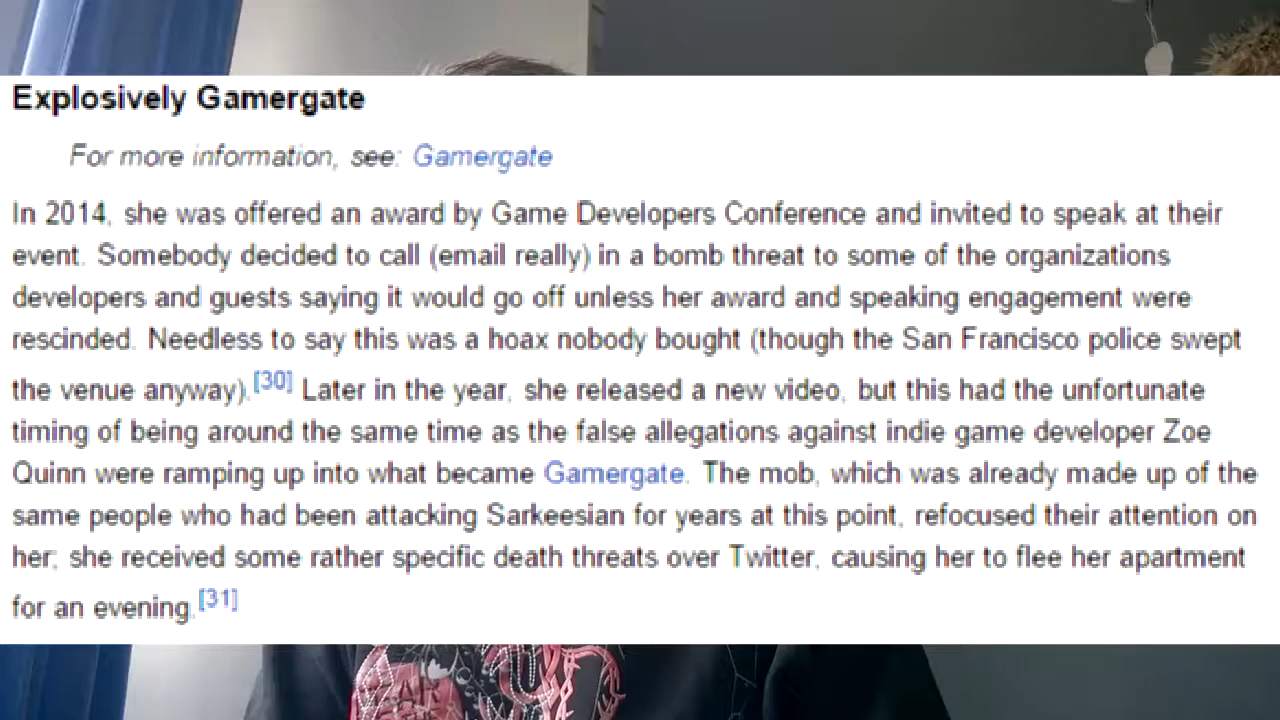 Explosively Gamergate
For more information, see: Gamergate
In 2014, she was offered an award by Game Developers Conference and invited to speak at their
event. Somebody decided to call (email really) in a bomb threat to some of the organizations
developers and guests saying it would go off unless her award and speaking engagement were
rescinded. Needless to say this was a hoax nobody bought (though the San Francisco police swept
the venue anyway).[30] Later in the year, she released a new video, but this had the unfortunate
timing of being around the same time as the false allegations against indie game developer Zoe
Quinn were ramping up into what became Gamergate. The mob, which was already made up of the
same people who had been attacking Sarkeesian for years at this point, refocused their attention on
her; she received some rather specific death threats over Twitter, causing her to flee her apartment
for an evening.[31]